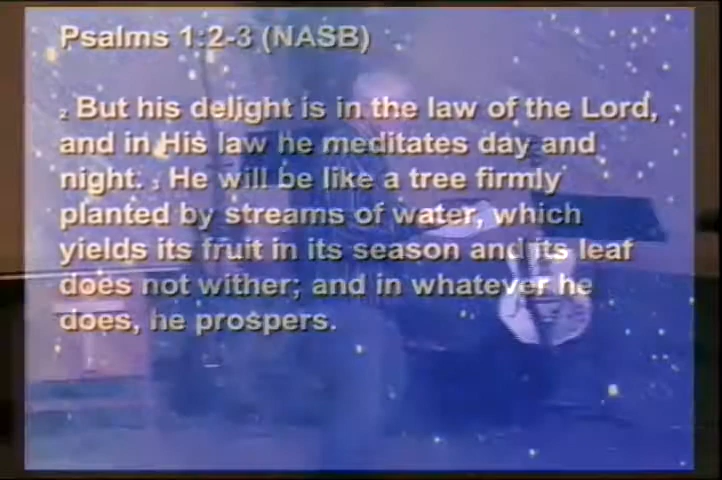 Psalms 1:2-3 (NASB)
2 But his delight is in the law of the Lord,
and in His law he meditates day and
night. 3 He will be like a tree firmly
planted by streams of water, which
yields its fruit in its season and its leaf
does not wither; and in whatever he
does, he prospers.